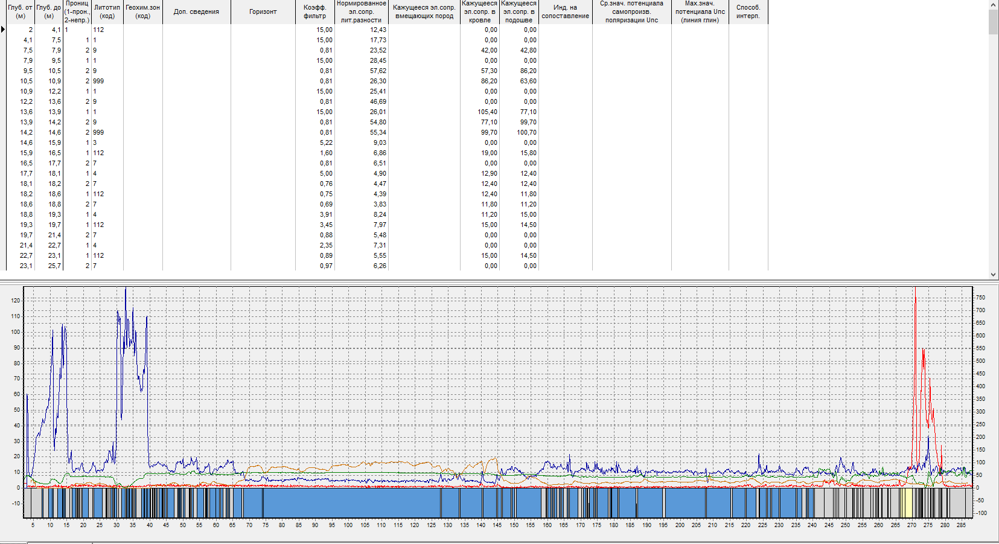 Глуб. от (м) Глуб. до (м) Прониц (1-прон., 2-непр.) Литотип (код) Геохим.зон (код) Доп. сведения Горизонт Коэфф. фильтр Нормированное эл.сопр. лит.разности Кажущееся эл.сопр. вмещающих пород Кажущееся эл.сопр. в кровле Кажущееся эл.сопр. в подошве Инд. на сопоставление Ср.знач. потенциала самопроизв. поляризации Uпс Мах.знач. потенциала Uпс (линия глин) Способ. интерп.
2 4,1 1 112 15,00 12,43 0,00 0,00
4,1 7,5 1 1 15,00 17,73 0,00 0,00
7,5 7,9 2 9 0,81 23,52 42,00 42,80
7,9 9,5 1 1 15,00 28,45 0,00 0,00
9,5 10,5 2 9 0,81 57,62 57,30 86,20
10,5 10,9 2 999 0,81 26,30 86,20 63,60
10,9 12,2 1 1 15,00 25,41 0,00 0,00
12,2 13,6 2 9 0,81 46,69 0,00 0,00
13,6 13,9 1 1 15,00 26,01 105,40 77,10
13,9 14,2 2 9 0,81 54,80 77,10 99,70
14,2 14,6 2 999 0,81 55,34 99,70 100,70
14,6 15,9 1 3 5,22 9,03 0,00 0,00
15,9 16,5 1 112 1,60 6,86 19,00 15,80
16,5 17,7 2 7 0,81 6,51 0,00 0,00
17,7 18,1 1 4 5,00 4,90 12,90 12,40
18,1 18,2 2 7 0,76 4,47 12,40 12,40
18,2 18,6 1 112 0,75 4,39 12,40 11,80
18,6 18,8 2 7 0,69 3,83 11,80 11,20
18,8 19,3 1 4 3,91 8,24 11,20 15,00
19,3 19,7 1 112 3,45 7,97 15,00 14,50
19,7 21,4 2 7 0,88 5,48 0,00 0,00
21,4 22,7 1 4 2,35 7,31 0,00 0,00
22,7 23,1 1 112 0,89 5,55 15,00 14,50
23,1 25,7 2 7 0,97 6,26 0,00 0,00
120 750
110 700
100 650
90 600
80 550
70 500
60 450
50 400
40 350
30 300
20 250
10 200
0 150
-10 100
50
0
-50
-100
5 10 15 20 25 30 35 40 45 50 55 60 65 70 75 80 85 90 95 100 105 110 115 120 125 130 135 140 145 150 155 160 165 170 175 180 185 190 195 200 205 210 215 220 225 230 235 240 245 250 255 260 265 270 275 280 285